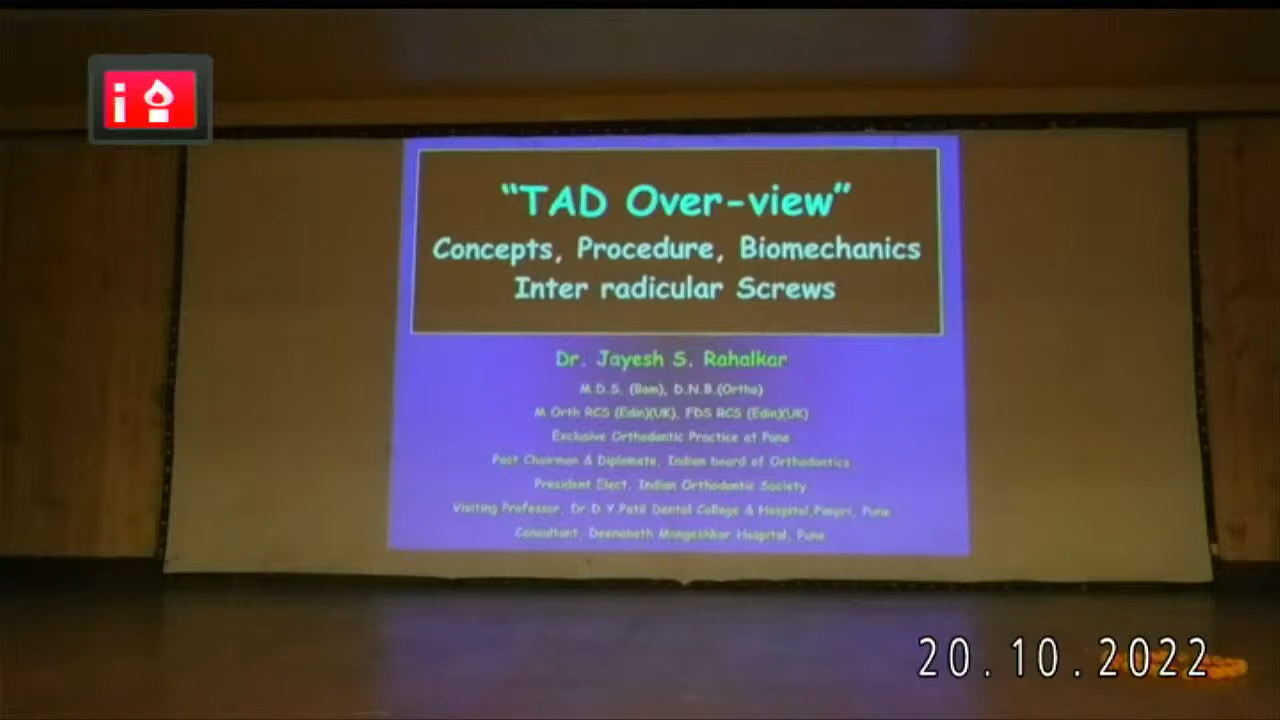 i
“TAD Over-view”
Concepts, Procedure, Biomechanics
Inter radicular Screws
Dr. Jayesh S. Rahalkar
M.D.S. (Bom), D.N.B.(Ortho)
M Orth RCS (Edin)(UK), FDS RCS (Edin)(UK)
Exclusive Orthodontic Practice at Pune
Past Chairman & Diplomate, Indian board of Orthodontics
President Elect, Indian Orthodontic Society
Visiting Professor, Dr D Y Patil Dental College & Hospital,Pimpri, Pune
Consultant, Deenanath Mangeshkar Hospital, Pune
20.10.2022